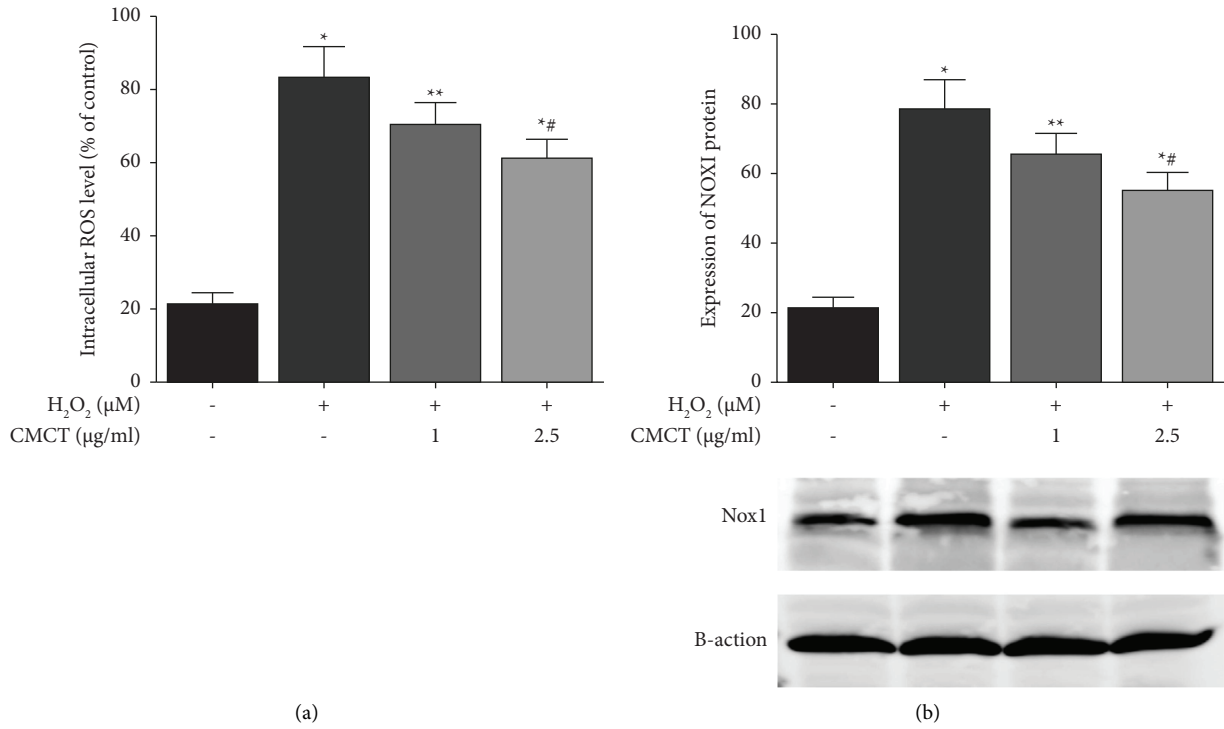 Intracellular ROS level (% of control)
100
80
60
40
20
0
*
**
*#
H₂O₂ (μM) - + + +
CMCT (μg/ml) - - 1 2.5
(a)
Expression of NOXI protein
100
80
60
40
20
0
*
**
*#
H₂O₂ (μM) - + + +
CMCT (μg/ml) - - 1 2.5
Nox1
B-action
(b)